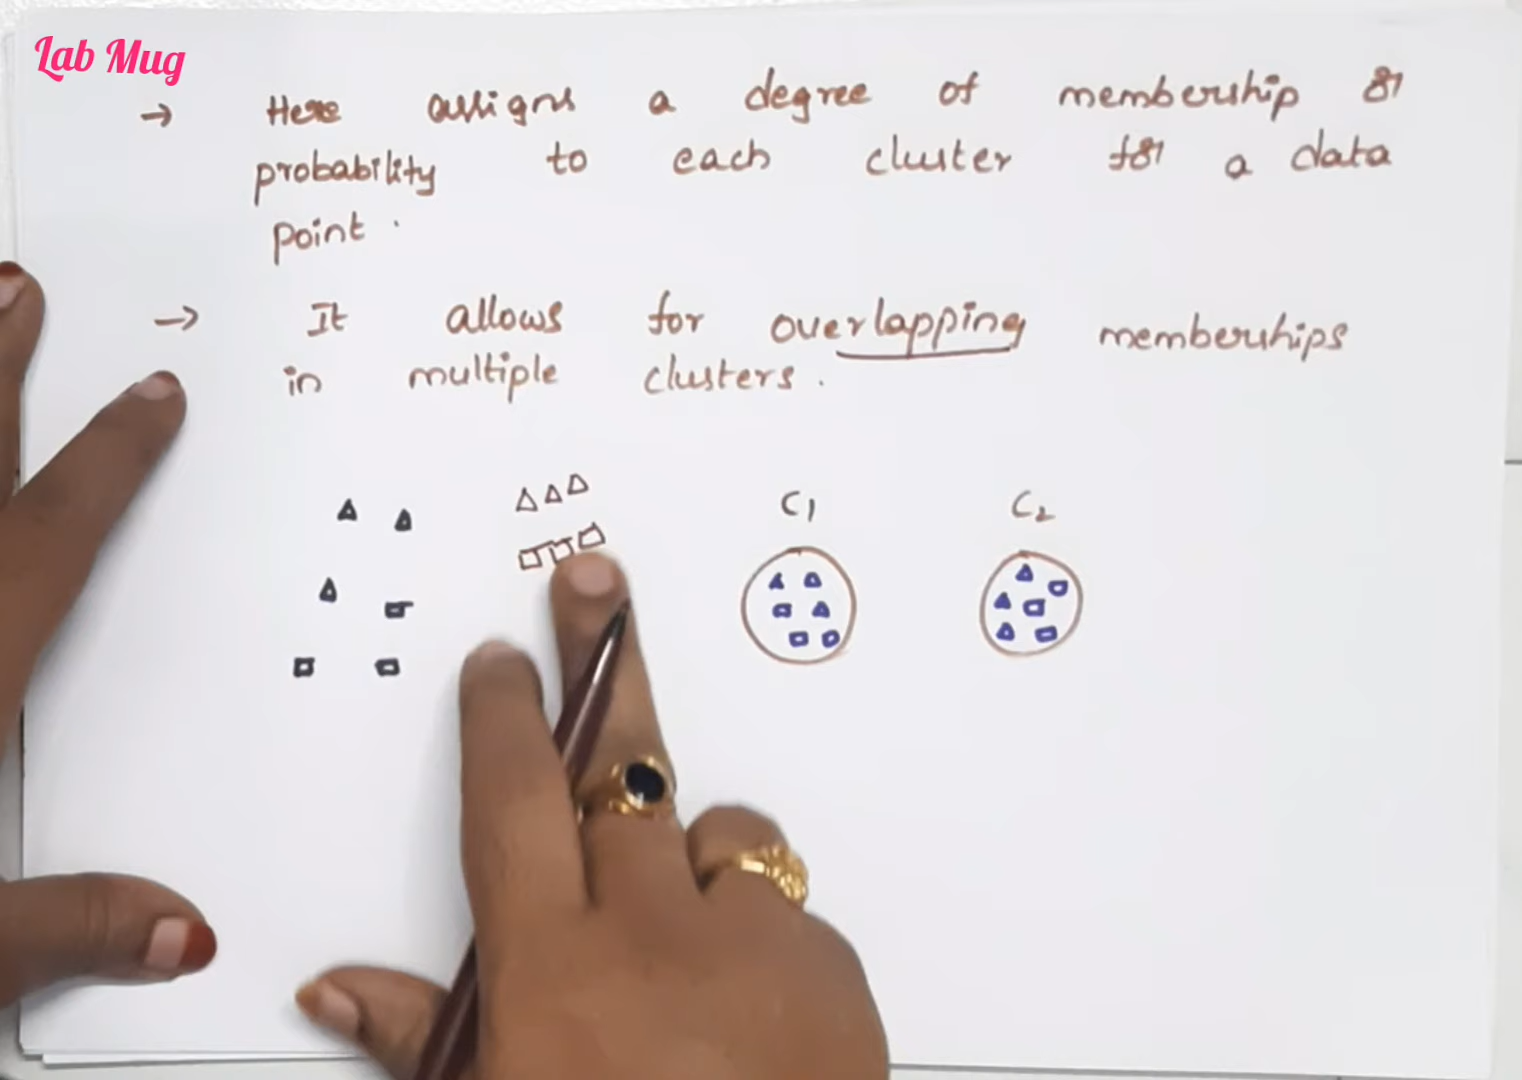 Lab Mug
→ Here assigns a degree of membership or
probability to each cluster for a data
point.
→ It allows for overlapping memberships
in multiple clusters.
C1 C2